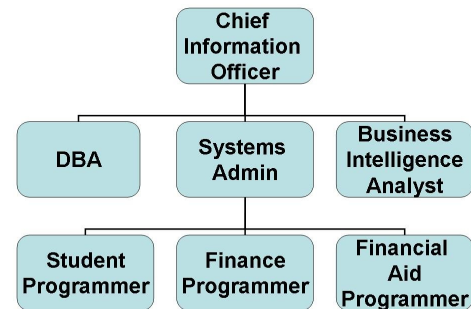 Chief
Information
Officer
DBA
Systems
Admin
Business
Intelligence
Analyst
Student
Programmer
Finance
Programmer
Financial
Aid
Programmer